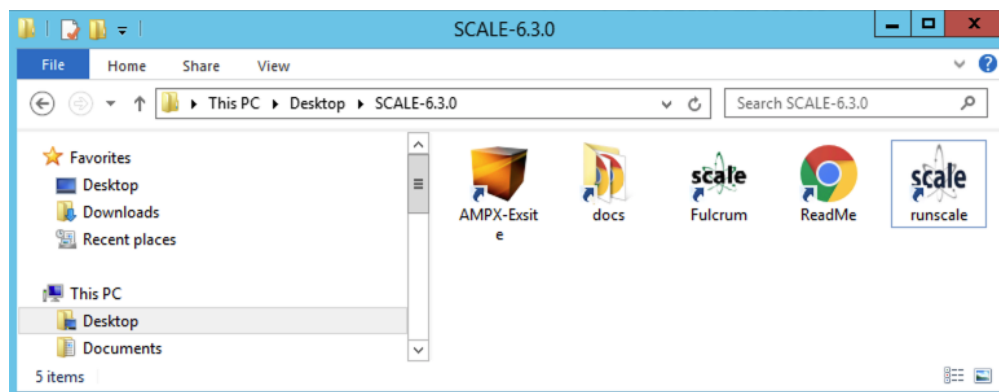 SCALE-6.3.0
File Home Share View
This PC Desktop SCALE-6.3.0 Search SCALE-6.3.0
Favorites
Desktop
Downloads
Recent places
This PC
Desktop
Documents
scale
scale
AMPX-Exsit
e
docs
Fulcrum
ReadMe
runscale
5 items